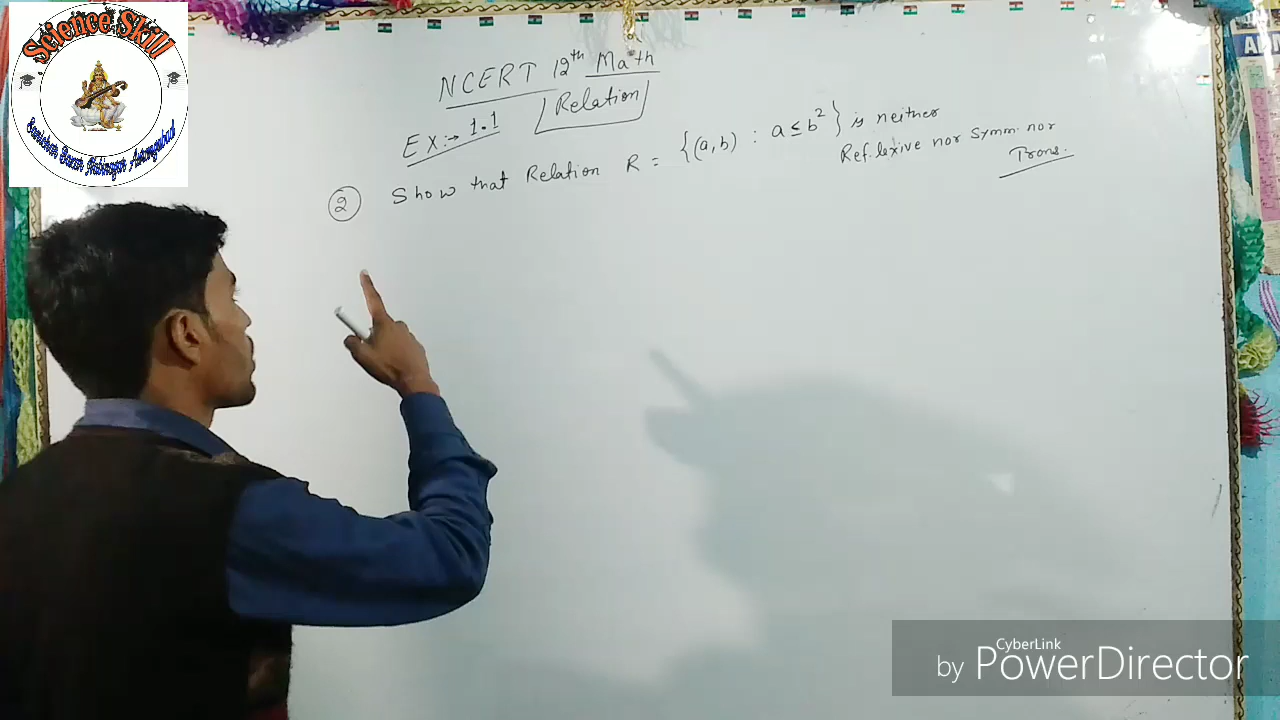 Science Skill
NCERT 12th Math
Relation
Ex:→ 1.1
② Show that Relation R = {(a,b) : a ≤ b²} is neither
Reflexive nor Symm. nor
Trans.
CyberLink
by PowerDirector